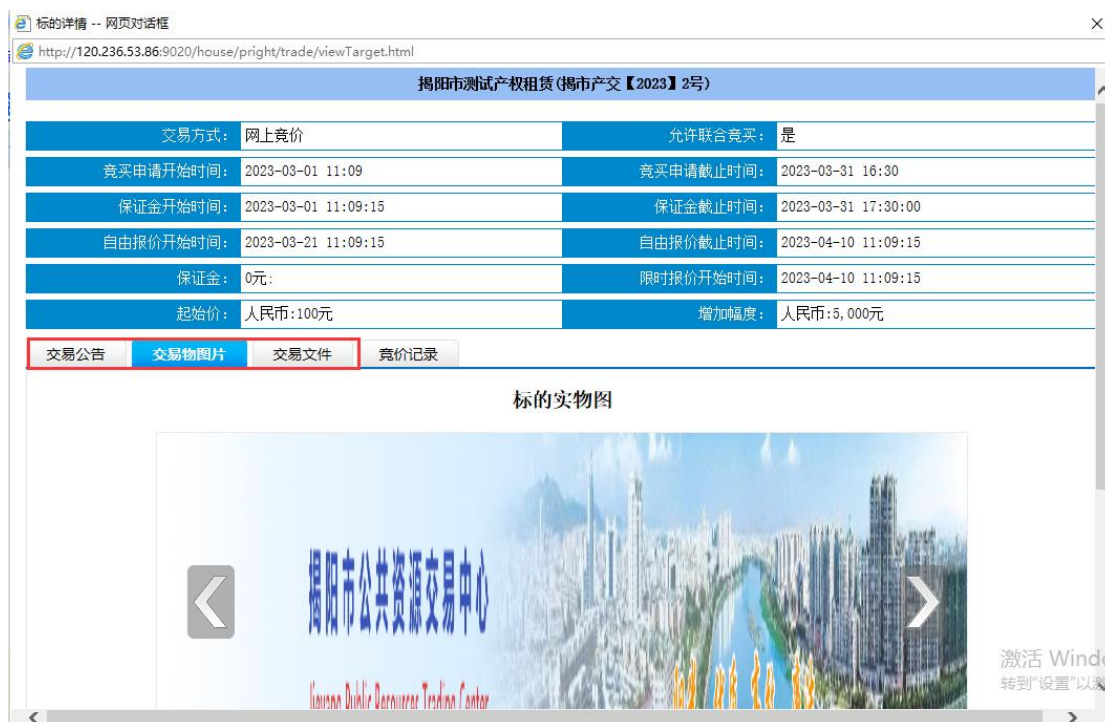 标的详情 -- 网页对话框
http://120.236.53.86:9020/house/pright/trade/viewTarget.html
揭阳市测试产权租赁(揭市产交【2023】2号)
交易方式: 网上竞价 允许联合竞买: 是
竞买申请开始时间: 2023-03-01 11:09 竞买申请截止时间: 2023-03-31 16:30
保证金开始时间: 2023-03-01 11:09:15 保证金截止时间: 2023-03-31 17:30:00
自由报价开始时间: 2023-03-21 11:09:15 自由报价截止时间: 2023-04-10 11:09:15
保证金: 0元; 限时报价开始时间: 2023-04-10 11:09:15
起始价: 人民币:100元 增加幅度: 人民币:5,000元
交易公告 交易物图片 交易文件 竞价记录
标的实物图
揭阳市公共资源交易中心
Jieyang Public Resources Trading Center
激活 Wind
转到"设置"以激